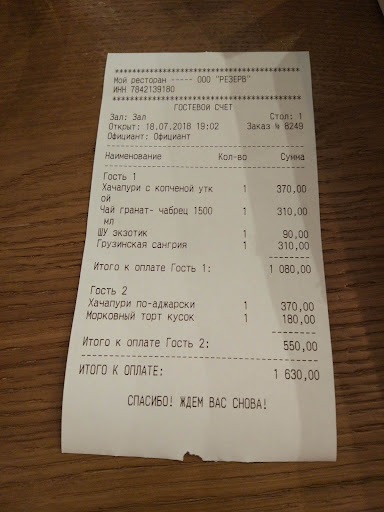 ****************************************
Мой ресторан ----- ООО "РЕЗЕРВ"
ИНН 7842139180
****************************************
ГОСТЕВОЙ СЧЕТ
Зал: Зал Стол: 1
Открыт: 18.07.2018 19:02 Заказ № 8249
Официант: Официант
Наименование Кол-во Сумма
Гость 1
Хачапури с копченой утк 1 370,00
ой
Чай гранат- чабрец 1500 1 310,00
мл
ШУ экзотик 1 90,00
Грузинская сангрия 1 310,00
Итого к оплате Гость 1: 1 080,00
Гость 2
Хачапури по-аджарски 1 370,00
Морковный торт кусок 1 180,00
Итого к оплате Гость 2: 550,00
ИТОГО К ОПЛАТЕ: 1 630,00
СПАСИБО! ЖДЕМ ВАС СНОВА!